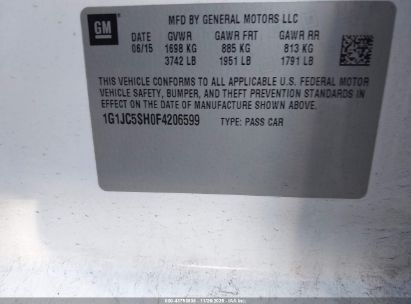 GM
MFD BY GENERAL MOTORS LLC
DATE GVWR GAWR FRT GAWR RR
06/15 1698 KG 885 KG 813 KG
3742 LB 1951 LB 1791 LB
THIS VEHICLE CONFORMS TO ALL APPLICABLE U.S. FEDERAL MOTOR
VEHICLE SAFETY, BUMPER, AND THEFT PREVENTION STANDARDS IN
EFFECT ON THE DATE OF MANUFACTURE SHOWN ABOVE.
1G1JC5SH0F4206599 TYPE: PASS CAR